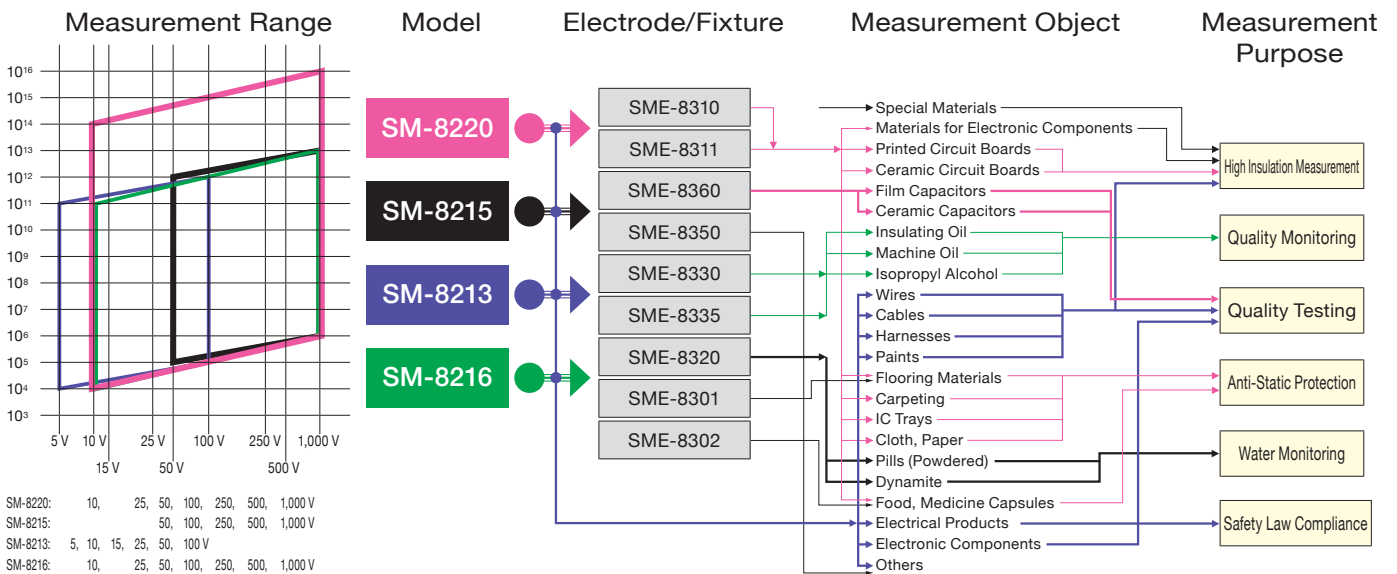 Measurement Range
Model
Electrode/Fixture
Measurement Object
Measurement
Purpose
10¹⁶
10¹⁵
10¹⁴
10¹³
10¹²
10¹¹
10¹⁰
10⁹
10⁸
10⁷
10⁶
10⁵
10⁴
10³
5 V 10 V 25 V 100 V 250 V 1,000 V
15 V 50 V 500 V
SM-8220: 10, 25, 50, 100, 250, 500, 1,000 V
SM-8215: 50, 100, 250, 500, 1,000 V
SM-8213: 5, 10, 15, 25, 50, 100 V
SM-8216: 10, 25, 50, 100, 250, 500, 1,000 V
SM-8220
SM-8215
SM-8213
SM-8216
SME-8310
SME-8311
SME-8360
SME-8350
SME-8330
SME-8335
SME-8320
SME-8301
SME-8302
Special Materials
Materials for Electronic Components
Printed Circuit Boards
Ceramic Circuit Boards
Film Capacitors
Ceramic Capacitors
Insulating Oil
Machine Oil
Isopropyl Alcohol
Wires
Cables
Harnesses
Paints
Flooring Materials
Carpeting
IC Trays
Cloth, Paper
Pills (Powdered)
Dynamite
Food, Medicine Capsules
Electrical Products
Electronic Components
Others
High Insulation Measurement
Quality Monitoring
Quality Testing
Anti-Static Protection
Water Monitoring
Safety Law Compliance